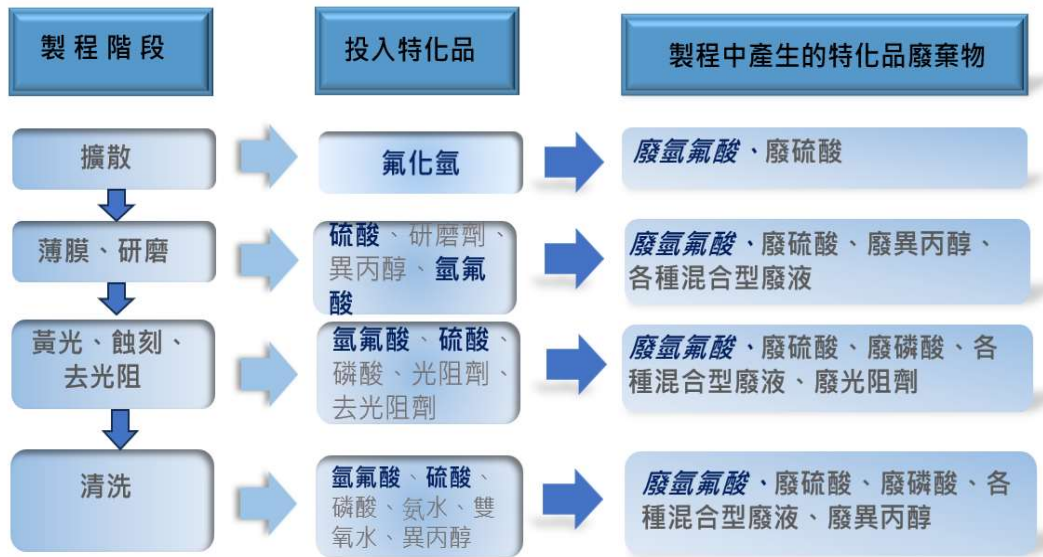 製程階段
投入特化品
製程中產生的特化品廢棄物
擴散
氟化氫
廢氫氟酸、廢硫酸
薄膜、研磨
硫酸、研磨劑、
異丙醇、氫氟
酸
廢氫氟酸、廢硫酸、廢異丙醇、
各種混合型廢液
黃光、蝕刻、
去光阻
氫氟酸、硫酸、
磷酸、光阻劑、
去光阻劑
廢氫氟酸、廢硫酸、廢磷酸、各
種混合型廢液、廢光阻劑
清洗
氫氟酸、硫酸、
磷酸、氨水、雙
氧水、異丙醇
廢氫氟酸、廢硫酸、廢磷酸、各
種混合型廢液、廢異丙醇